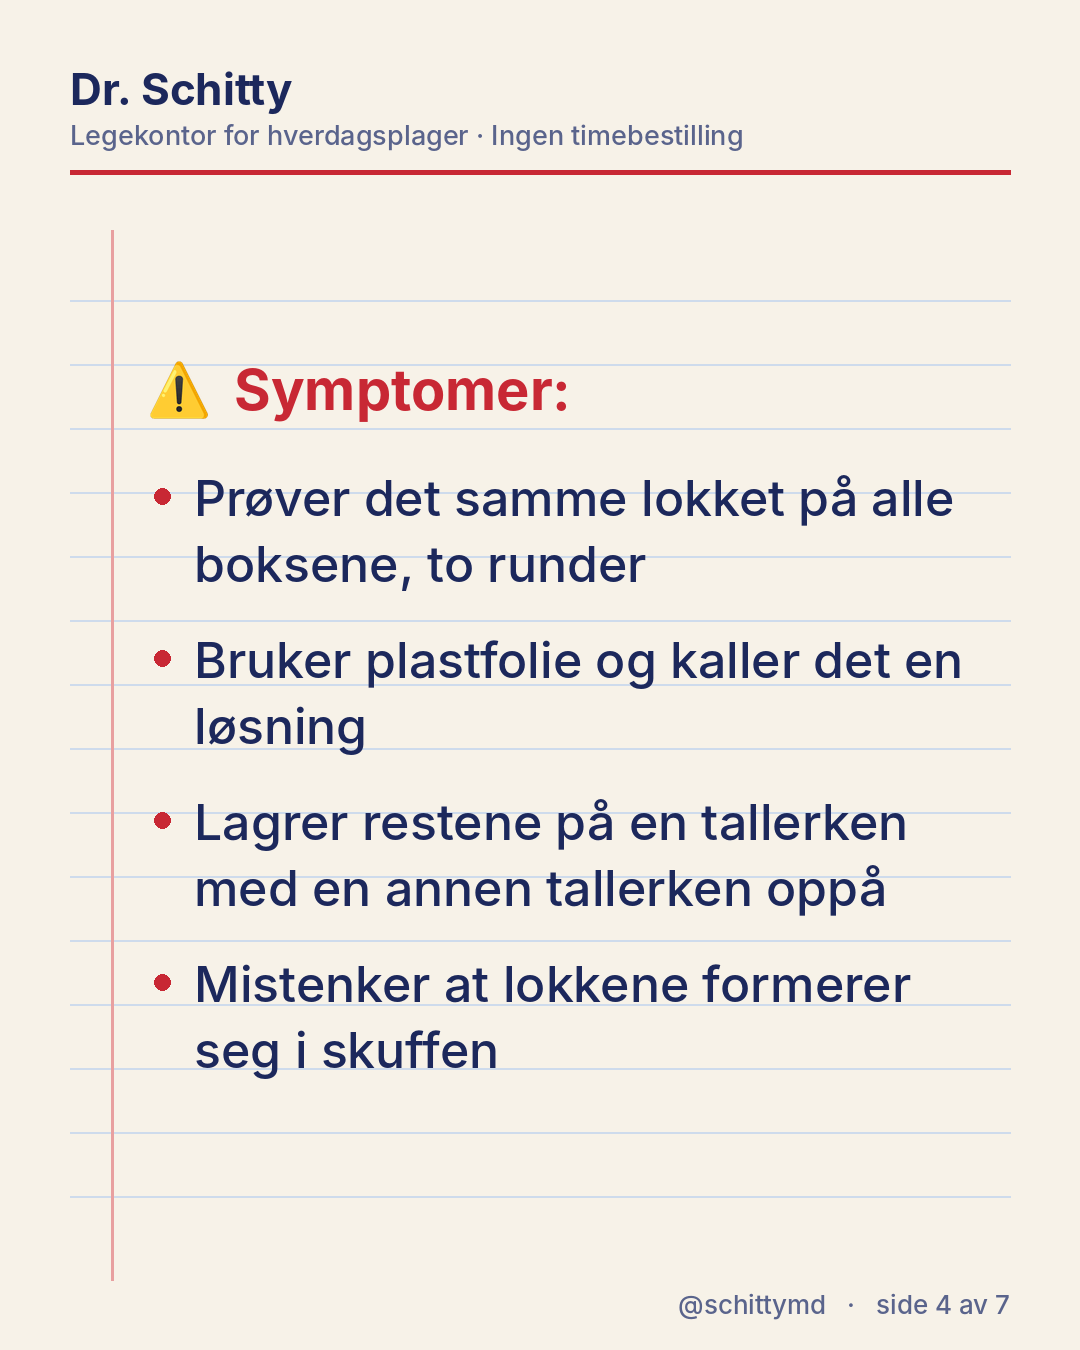 Dr. Schitty
Legekontor for hverdagsplager · Ingen timebestilling
⚠️ Symptomer:
• Prøver det samme lokket på alle
boksene, to runder
• Bruker plastfolie og kaller det en
løsning
• Lagrer restene på en tallerken
med en annen tallerken oppå
• Mistenker at lokkene formerer
seg i skuffen
@schittymd · side 4 av 7